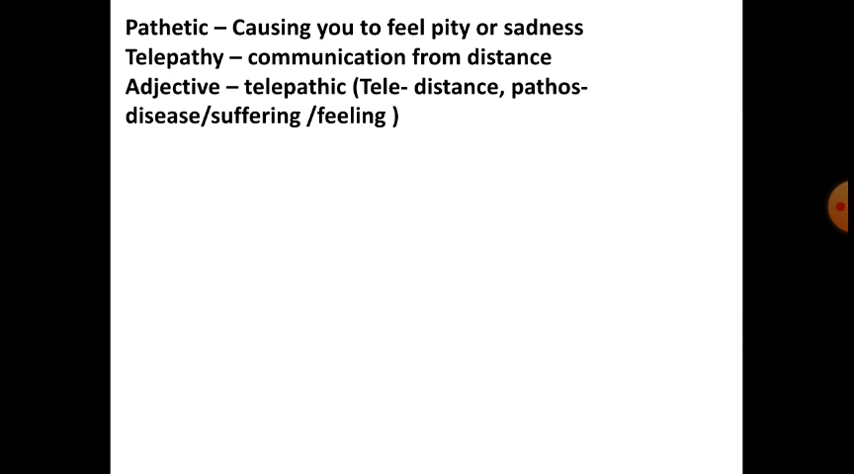 Pathetic – Causing you to feel pity or sadness
Telepathy – communication from distance
Adjective – telepathic (Tele- distance, pathos-
disease/suffering /feeling )